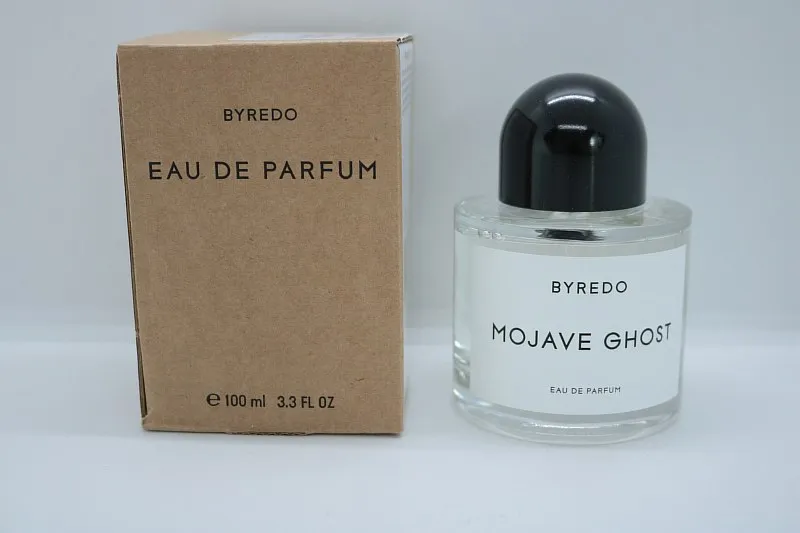 BYREDO
EAU DE PARFUM
℮ 100 ml 3.3 FL OZ
BYREDO
MOJAVE GHOST
EAU DE PARFUM